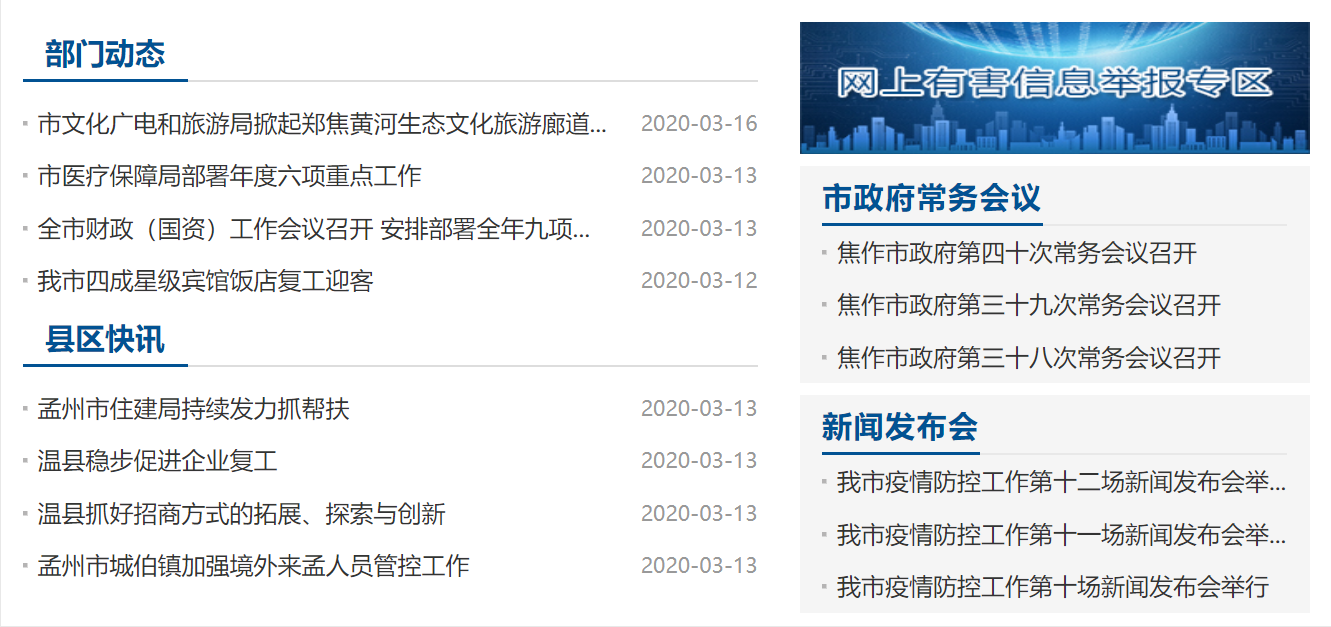 部门动态
市文化广电和旅游局掀起郑焦黄河生态文化旅游廊道... 2020-03-16
市医疗保障局部署年度六项重点工作 2020-03-13
全市财政（国资）工作会议召开 安排部署全年九项... 2020-03-13
我市四成星级宾馆饭店复工迎客 2020-03-12
县区快讯
孟州市住建局持续发力抓帮扶 2020-03-13
温县稳步促进企业复工 2020-03-13
温县抓好招商方式的拓展、探索与创新 2020-03-13
孟州市城伯镇加强境外来孟人员管控工作 2020-03-13
网上有害信息举报专区
市政府常务会议
焦作市政府第四十次常务会议召开
焦作市政府第三十九次常务会议召开
焦作市政府第三十八次常务会议召开
新闻发布会
我市疫情防控工作第十二场新闻发布会举...
我市疫情防控工作第十一场新闻发布会举...
我市疫情防控工作第十场新闻发布会举行